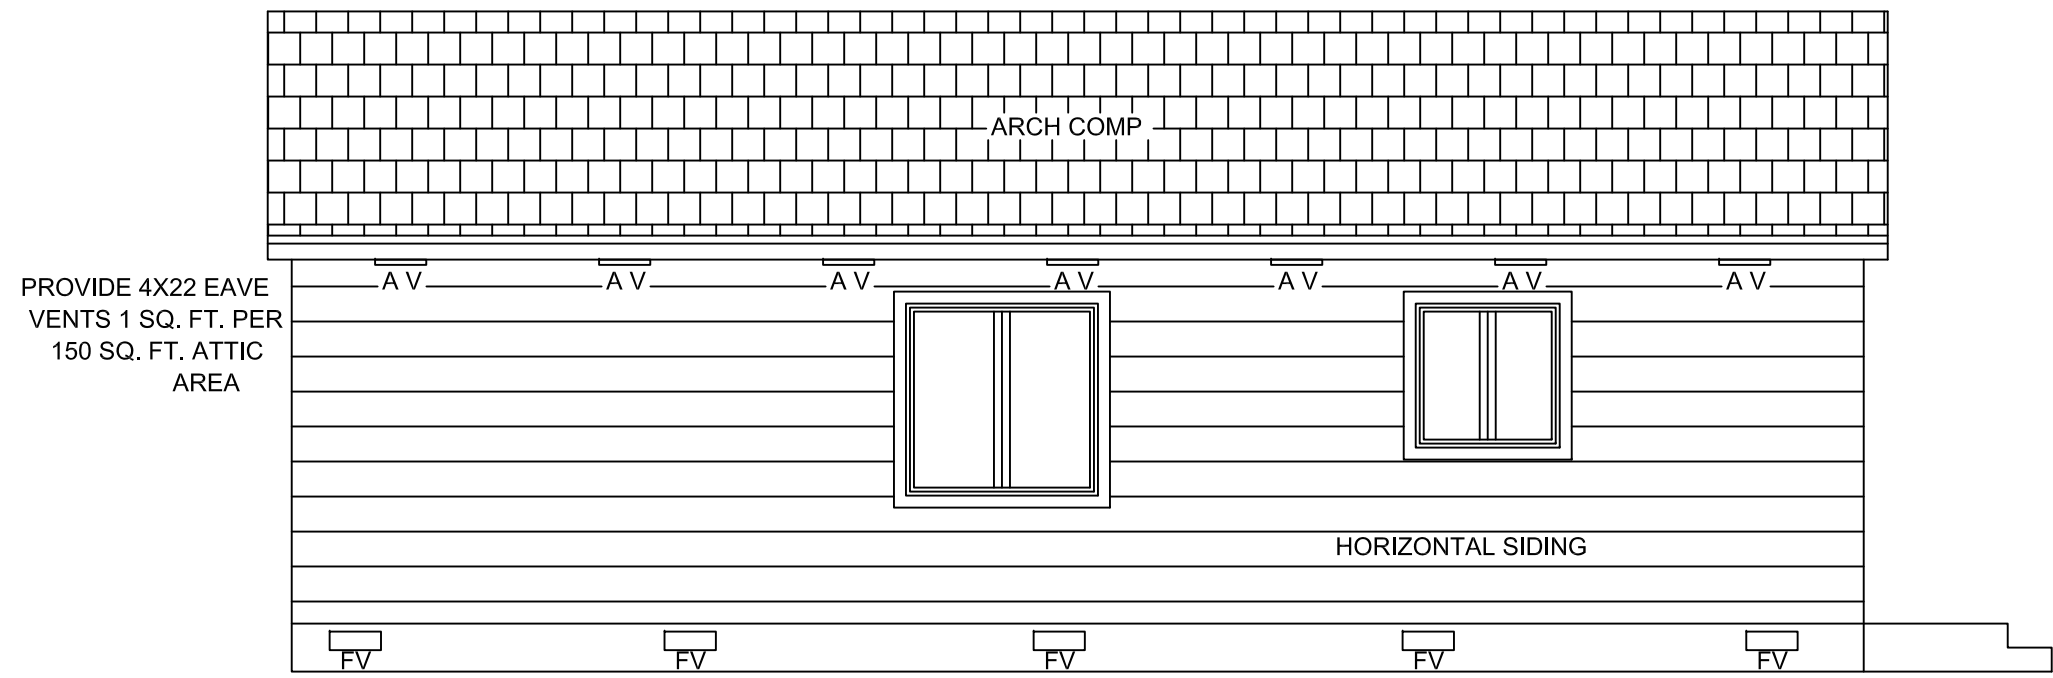 ARCH COMP
A V A V A V A V A V A V A V
PROVIDE 4X22 EAVE
VENTS 1 SQ. FT. PER
150 SQ. FT. ATTIC
AREA
HORIZONTAL SIDING
FV FV FV FV FV